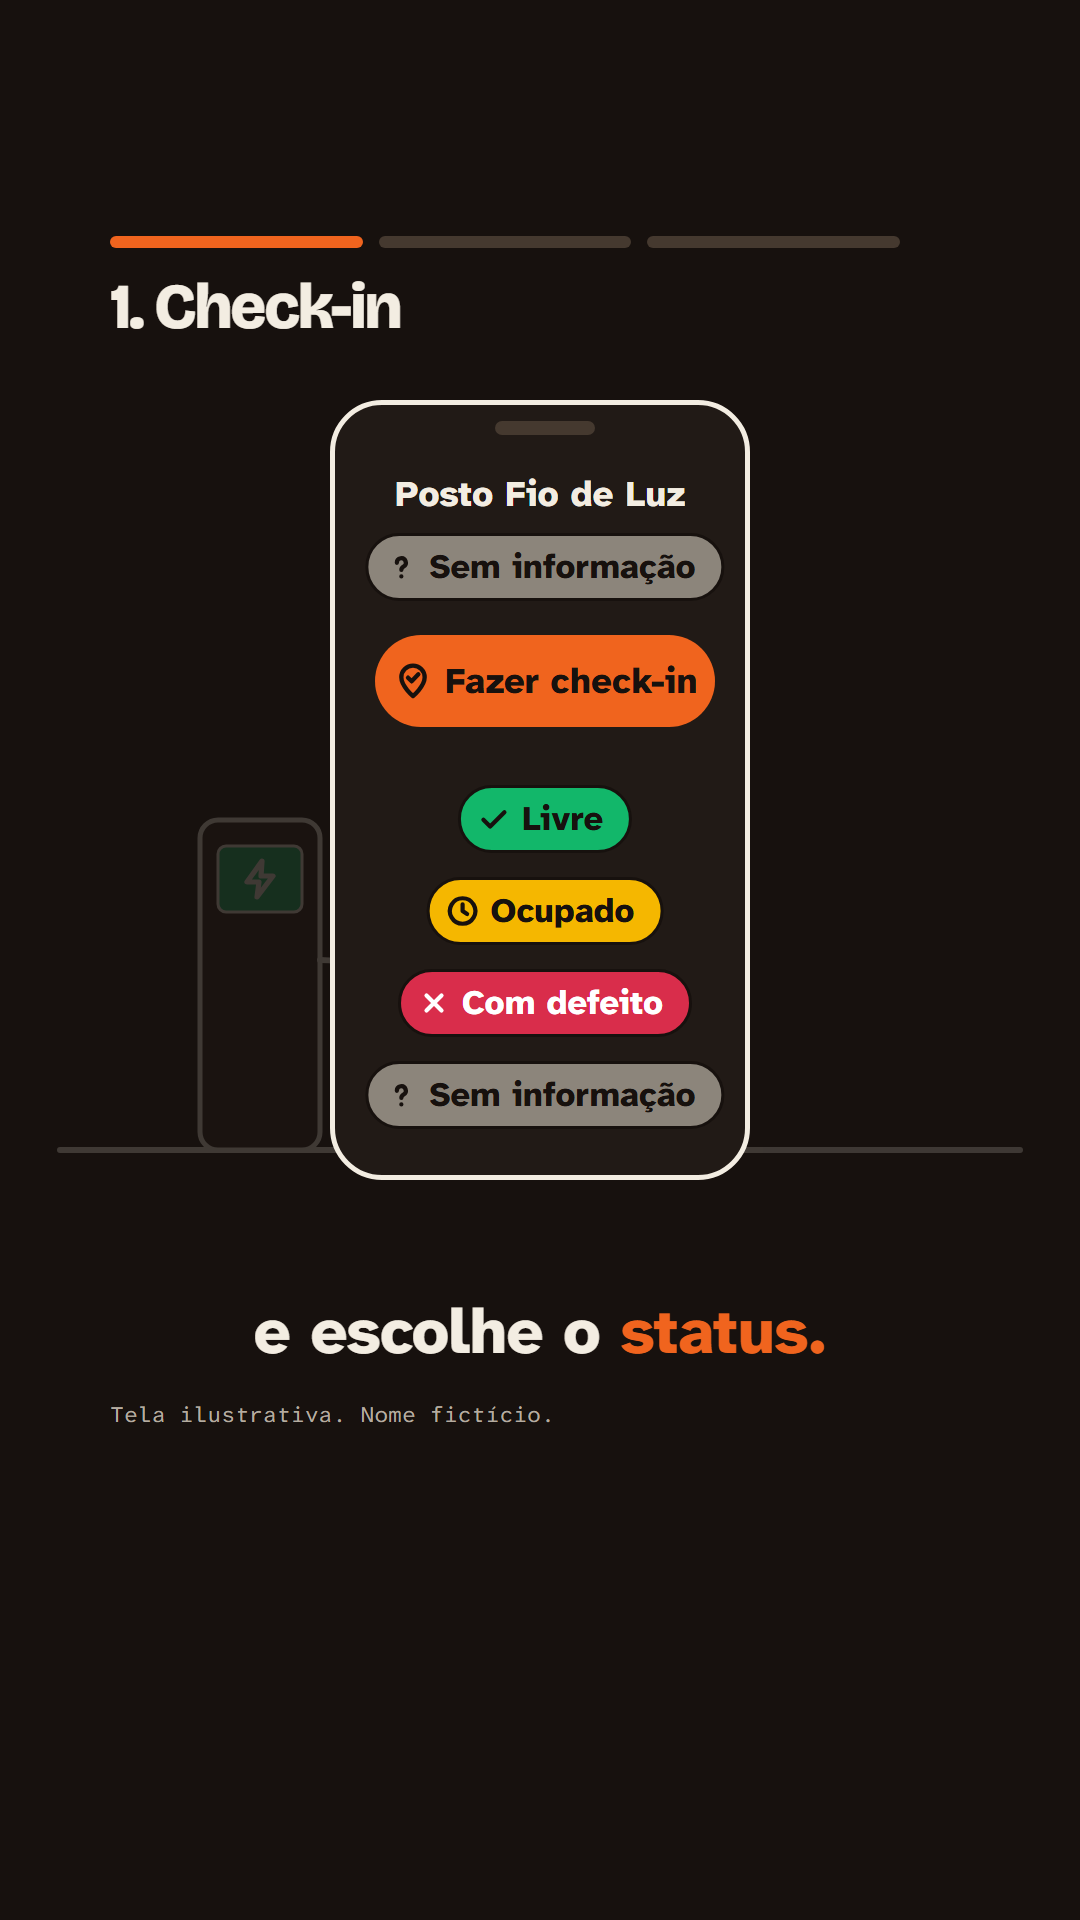 1. Check-in
Posto Fio de Luz
? Sem informação
Fazer check-in
Livre
Ocupado
Com defeito
? Sem informação
e escolhe o status.
Tela ilustrativa. Nome fictício.